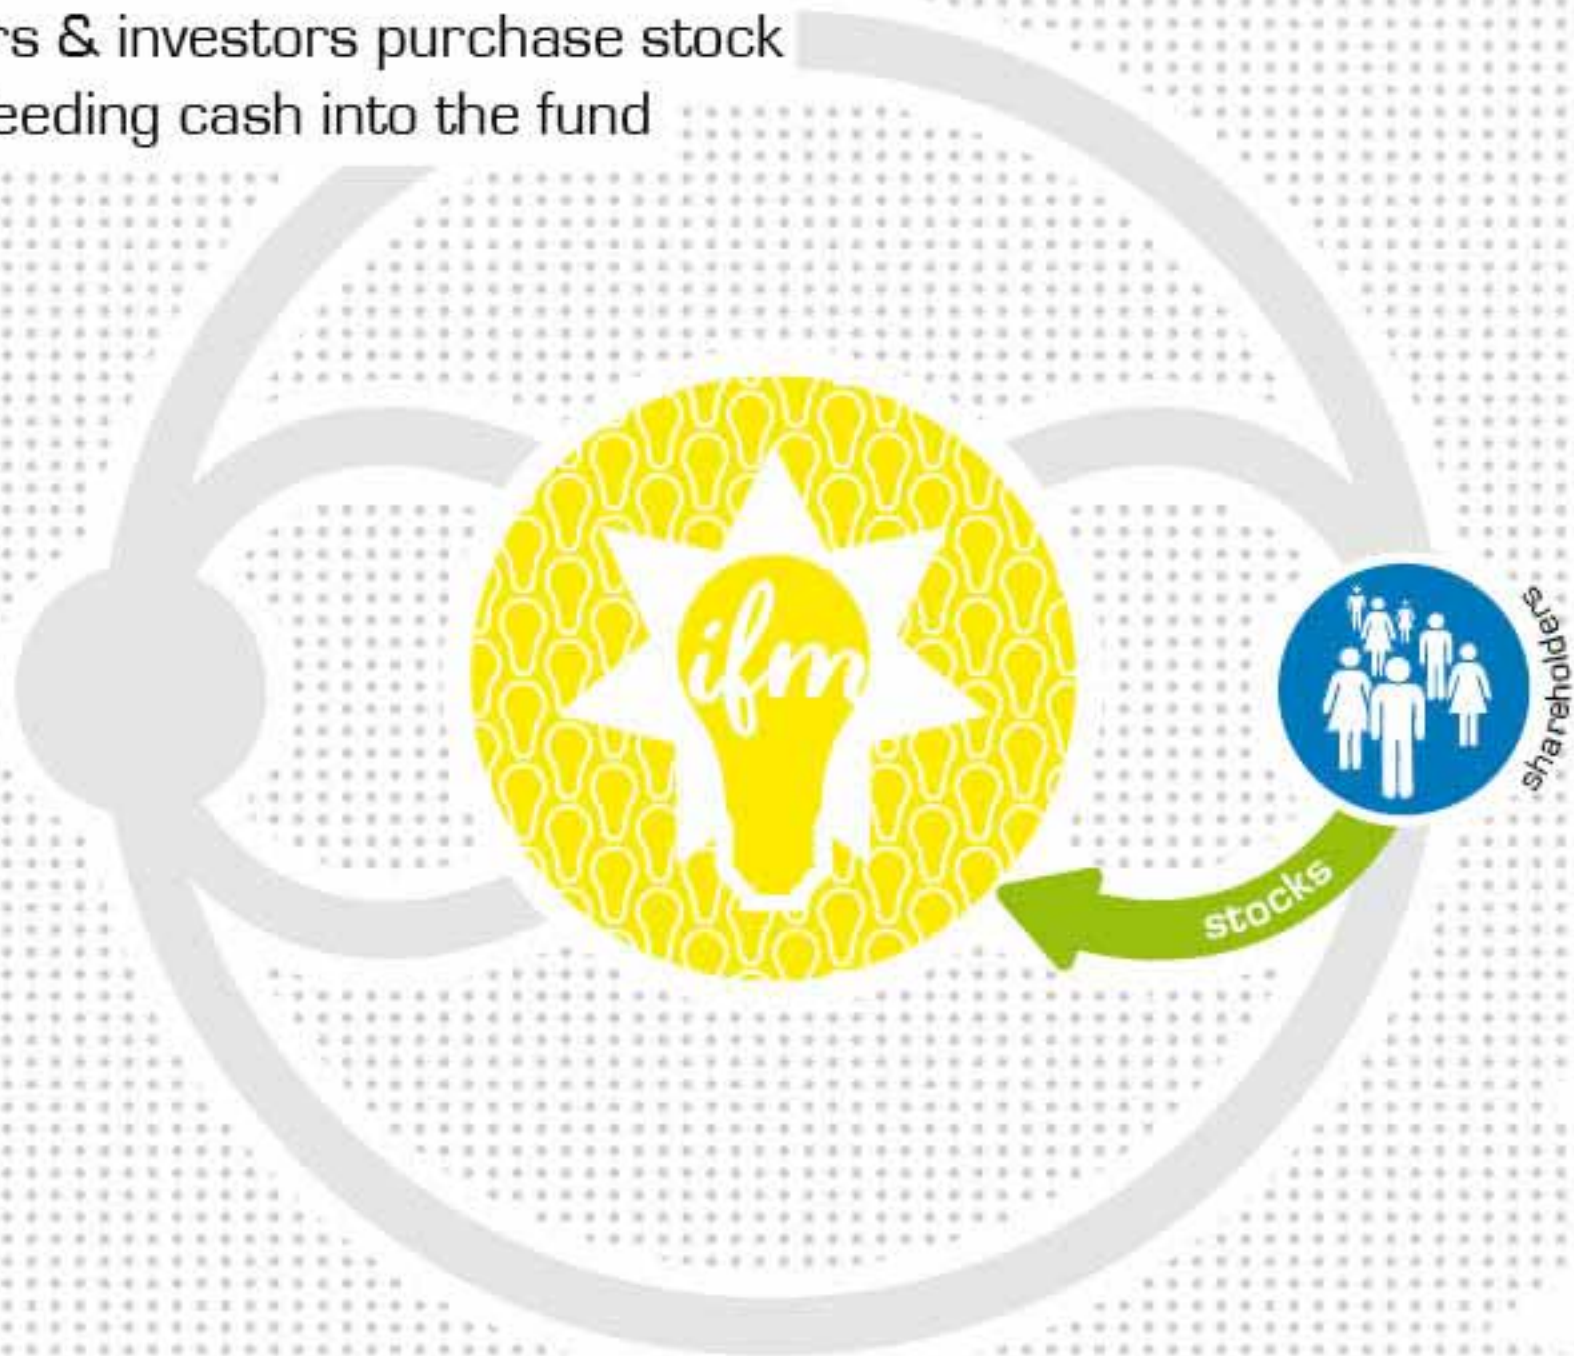 rs & investors purchase stock
eeding cash into the fund
ifm
shareholders
stocks